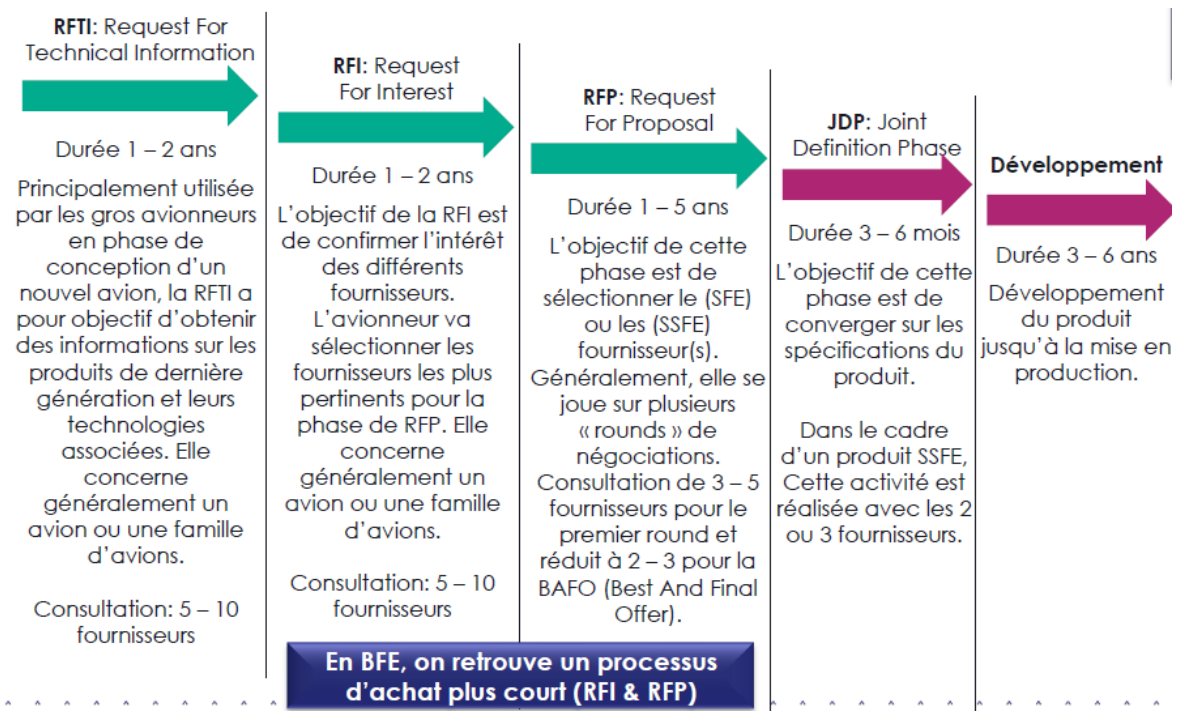 RFTI: Request For
Technical Information
Durée 1 – 2 ans
Principalement utilisée
par les gros avionneurs
en phase de
conception d'un
nouvel avion, la RFTI a
pour objectif d'obtenir
des informations sur les
produits de dernière
génération et leurs
technologies
associées. Elle
concerne
généralement un
avion ou une famille
d'avions.
Consultation: 5 – 10
fournisseurs
RFI: Request
For Interest
Durée 1 – 2 ans
L'objectif de la RFI est
de confirmer l'intérêt
des différents
fournisseurs.
L'avionneur va
sélectionner les
fournisseurs les plus
pertinents pour la
phase de RFP. Elle
concerne
généralement un
avion ou une famille
d'avions.
Consultation: 5 – 10
fournisseurs
RFP: Request
For Proposal
Durée 1 – 5 ans
L'objectif de cette
phase est de
sélectionner le (SFE)
ou les (SSFE)
fournisseur(s).
Généralement, elle se
joue sur plusieurs
« rounds » de
négociations.
Consultation de 3 – 5
fournisseurs pour le
premier round et
réduit à 2 – 3 pour la
BAFO (Best And Final
Offer).
JDP: Joint
Definition Phase
Durée 3 – 6 mois
L'objectif de cette
phase est de
converger sur les
spécifications du
produit.
Dans le cadre
d'un produit SSFE,
Cette activité est
réalisée avec les 2
ou 3 fournisseurs.
Développement
Durée 3 – 6 ans
Développement
du produit
jusqu'à la mise en
production.
En BFE, on retrouve un processus
d'achat plus court (RFI & RFP)